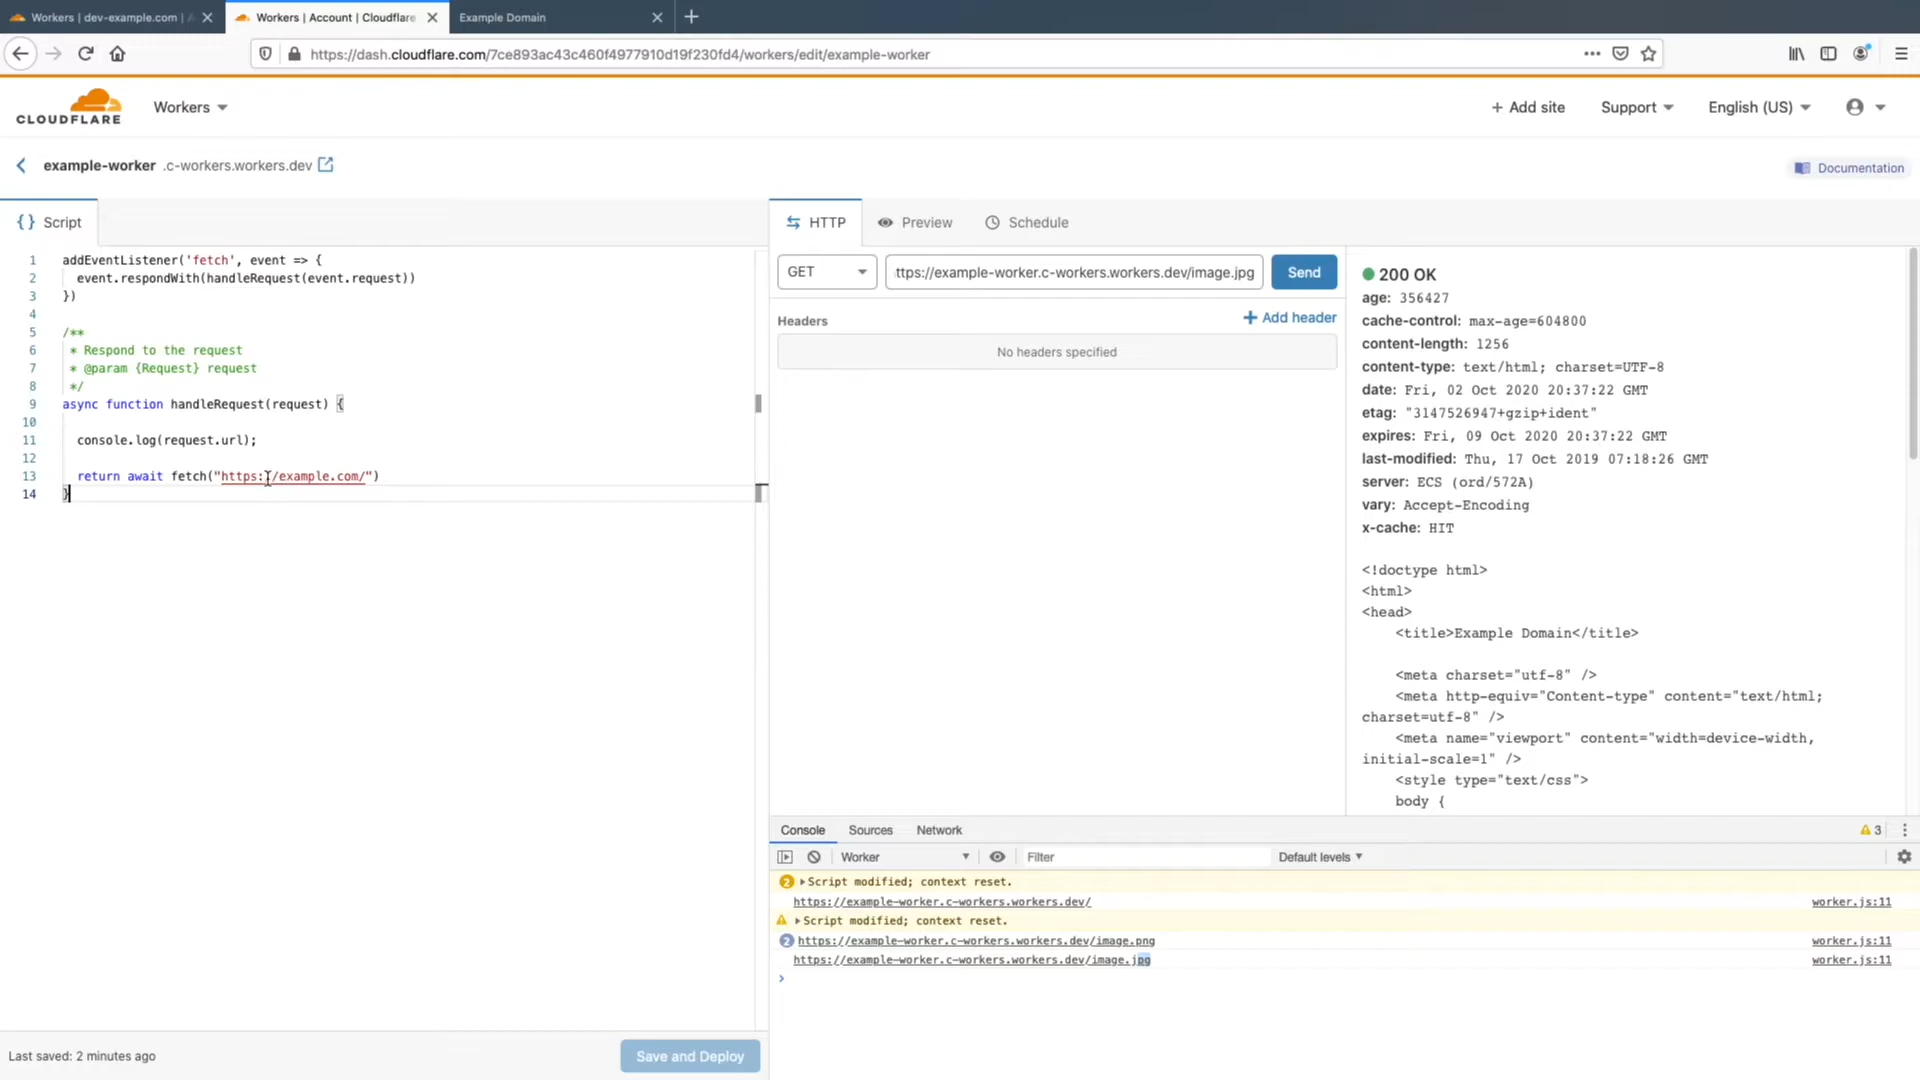 Workers | dev-example.com |
Workers | Account | Cloudflare
Example Domain
https://dash.cloudflare.com/7ce893ac43c460f4977910d19f230fd4/workers/edit/example-worker
CLOUDFLARE
Workers
+ Add site
Support
English (US)
example-worker .c-workers.workers.dev
Documentation
{} Script
1 addEventListener('fetch', event => {
2 event.respondWith(handleRequest(event.request))
3 })
4
5 /**
6 * Respond to the request
7 * @param {Request} request
8 */
9 async function handleRequest(request) {
10
11 console.log(request.url);
12
13 return await fetch("https://example.com/")
14 }
Last saved: 2 minutes ago
Save and Deploy
HTTP
Preview
Schedule
GET
ttps://example-worker.c-workers.workers.dev/image.jpg
Send
Headers
+ Add header
No headers specified
200 OK
age: 356427
cache-control: max-age=604800
content-length: 1256
content-type: text/html; charset=UTF-8
date: Fri, 02 Oct 2020 20:37:22 GMT
etag: "3147526947+gzip+ident"
expires: Fri, 09 Oct 2020 20:37:22 GMT
last-modified: Thu, 17 Oct 2019 07:18:26 GMT
server: ECS (ord/572A)
vary: Accept-Encoding
x-cache: HIT
<!doctype html>
<html>
<head>
<title>Example Domain</title>
<meta charset="utf-8" />
<meta http-equiv="Content-type" content="text/html;
charset=utf-8" />
<meta name="viewport" content="width=device-width,
initial-scale=1" />
<style type="text/css">
body {
Console
Sources
Network
3
Worker
Filter
Default levels
2 Script modified; context reset.
https://example-worker.c-workers.workers.dev/ worker.js:11
Script modified; context reset.
2 https://example-worker.c-workers.workers.dev/image.png worker.js:11
https://example-worker.c-workers.workers.dev/image.jpg worker.js:11